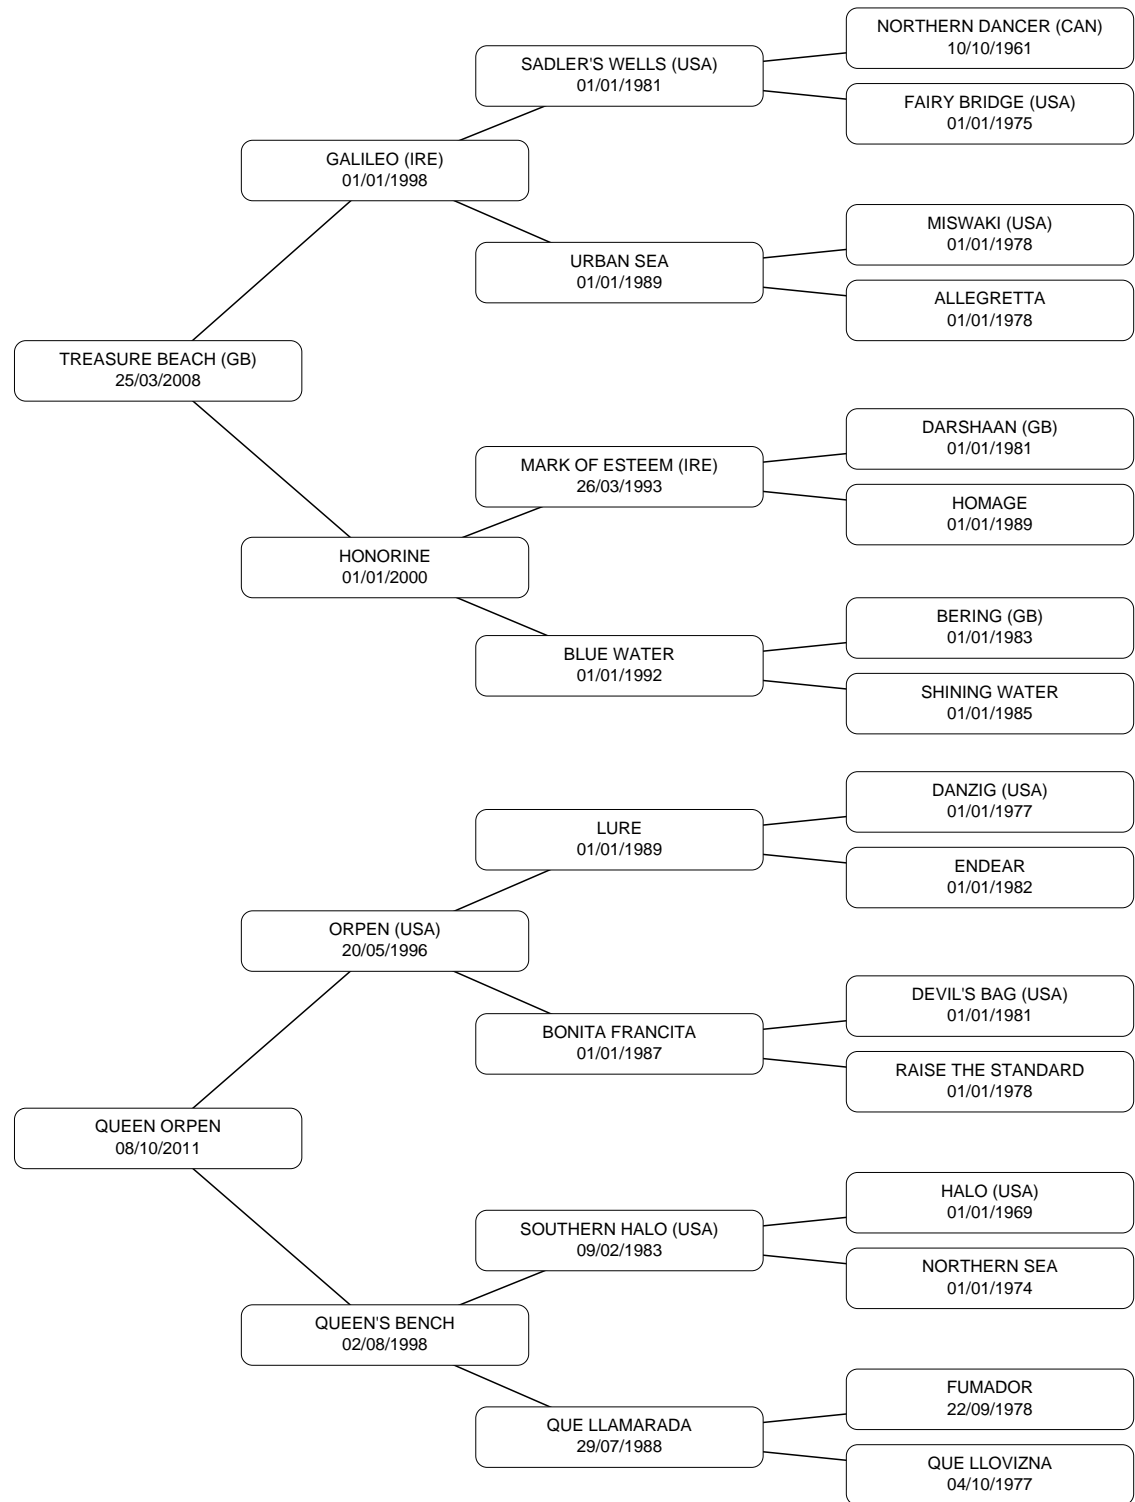 NORTHERN DANCER (CAN)
10/10/1961
SADLER'S WELLS (USA)
01/01/1981
FAIRY BRIDGE (USA)
01/01/1975
GALILEO (IRE)
01/01/1998
MISWAKI (USA)
01/01/1978
URBAN SEA
01/01/1989
ALLEGRETTA
01/01/1978
TREASURE BEACH (GB)
25/03/2008
DARSHAAN (GB)
01/01/1981
MARK OF ESTEEM (IRE)
26/03/1993
HOMAGE
01/01/1989
HONORINE
01/01/2000
BERING (GB)
01/01/1983
BLUE WATER
01/01/1992
SHINING WATER
01/01/1985
DANZIG (USA)
01/01/1977
LURE
01/01/1989
ENDEAR
01/01/1982
ORPEN (USA)
20/05/1996
DEVIL'S BAG (USA)
01/01/1981
BONITA FRANCITA
01/01/1987
RAISE THE STANDARD
01/01/1978
QUEEN ORPEN
08/10/2011
HALO (USA)
01/01/1969
SOUTHERN HALO (USA)
09/02/1983
NORTHERN SEA
01/01/1974
QUEEN'S BENCH
02/08/1998
FUMADOR
22/09/1978
QUE LLAMARADA
29/07/1988
QUE LLOVIZNA
04/10/1977